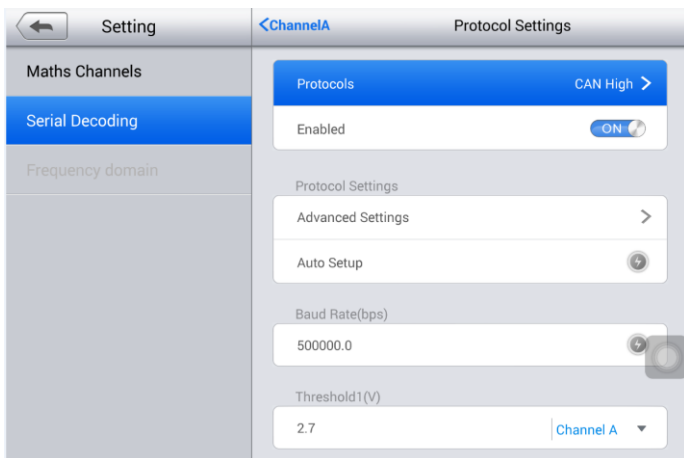 Setting
ChannelA
Protocol Settings
Maths Channels
Serial Decoding
Frequency domain
Protocols
CAN High
Enabled
ON
Protocol Settings
Advanced Settings
Auto Setup
Baud Rate(bps)
500000.0
Threshold1(V)
2.7
Channel A